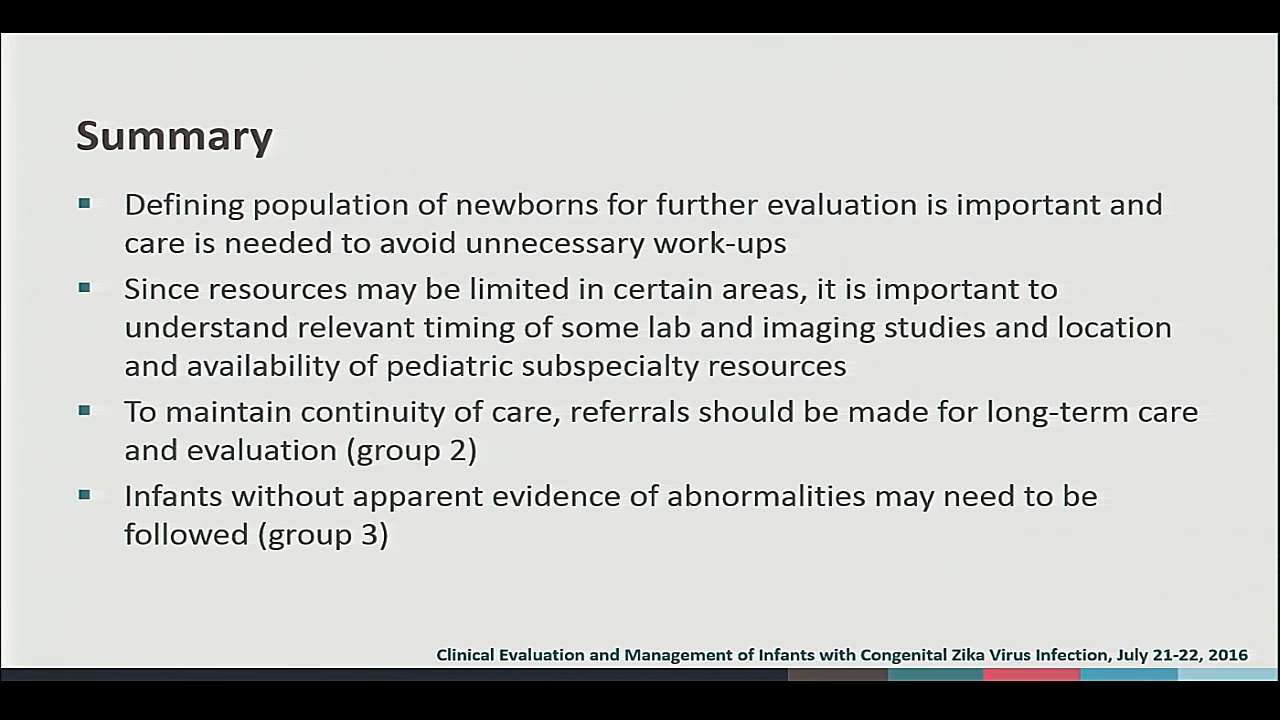 Summary
Defining population of newborns for further evaluation is important and
care is needed to avoid unnecessary work-ups
Since resources may be limited in certain areas, it is important to
understand relevant timing of some lab and imaging studies and location
and availability of pediatric subspecialty resources
To maintain continuity of care, referrals should be made for long-term care
and evaluation (group 2)
Infants without apparent evidence of abnormalities may need to be
followed (group 3)
Clinical Evaluation and Management of Infants with Congenital Zika Virus Infection, July 21-22, 2016